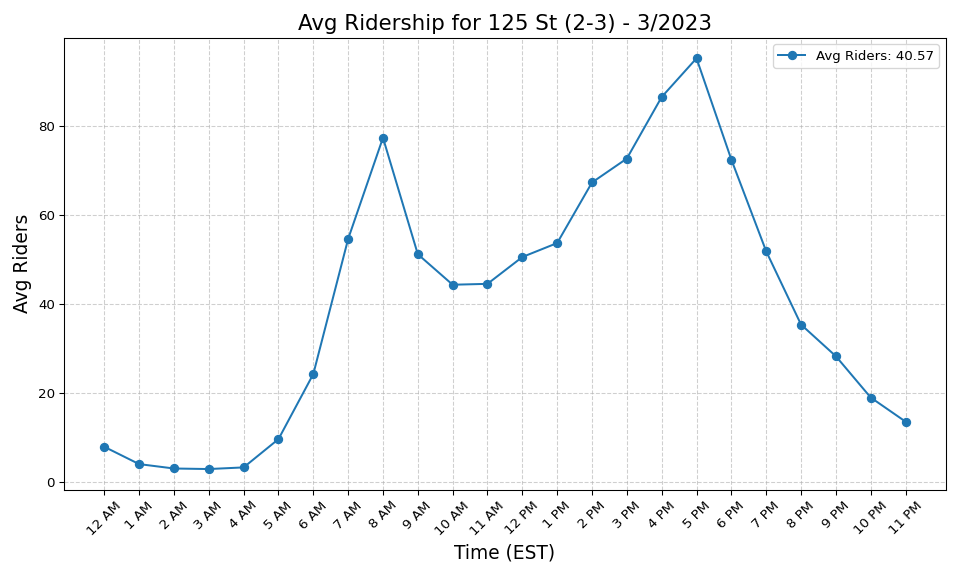 Avg Ridership for 125 St (2-3) - 3/2023
Avg Riders: 40.57
Avg Riders
80
60
40
20
0
12 AM
1 AM
2 AM
3 AM
4 AM
5 AM
6 AM
7 AM
8 AM
9 AM
10 AM
11 AM
12 PM
1 PM
2 PM
3 PM
4 PM
5 PM
6 PM
7 PM
8 PM
9 PM
10 PM
11 PM
Time (EST)